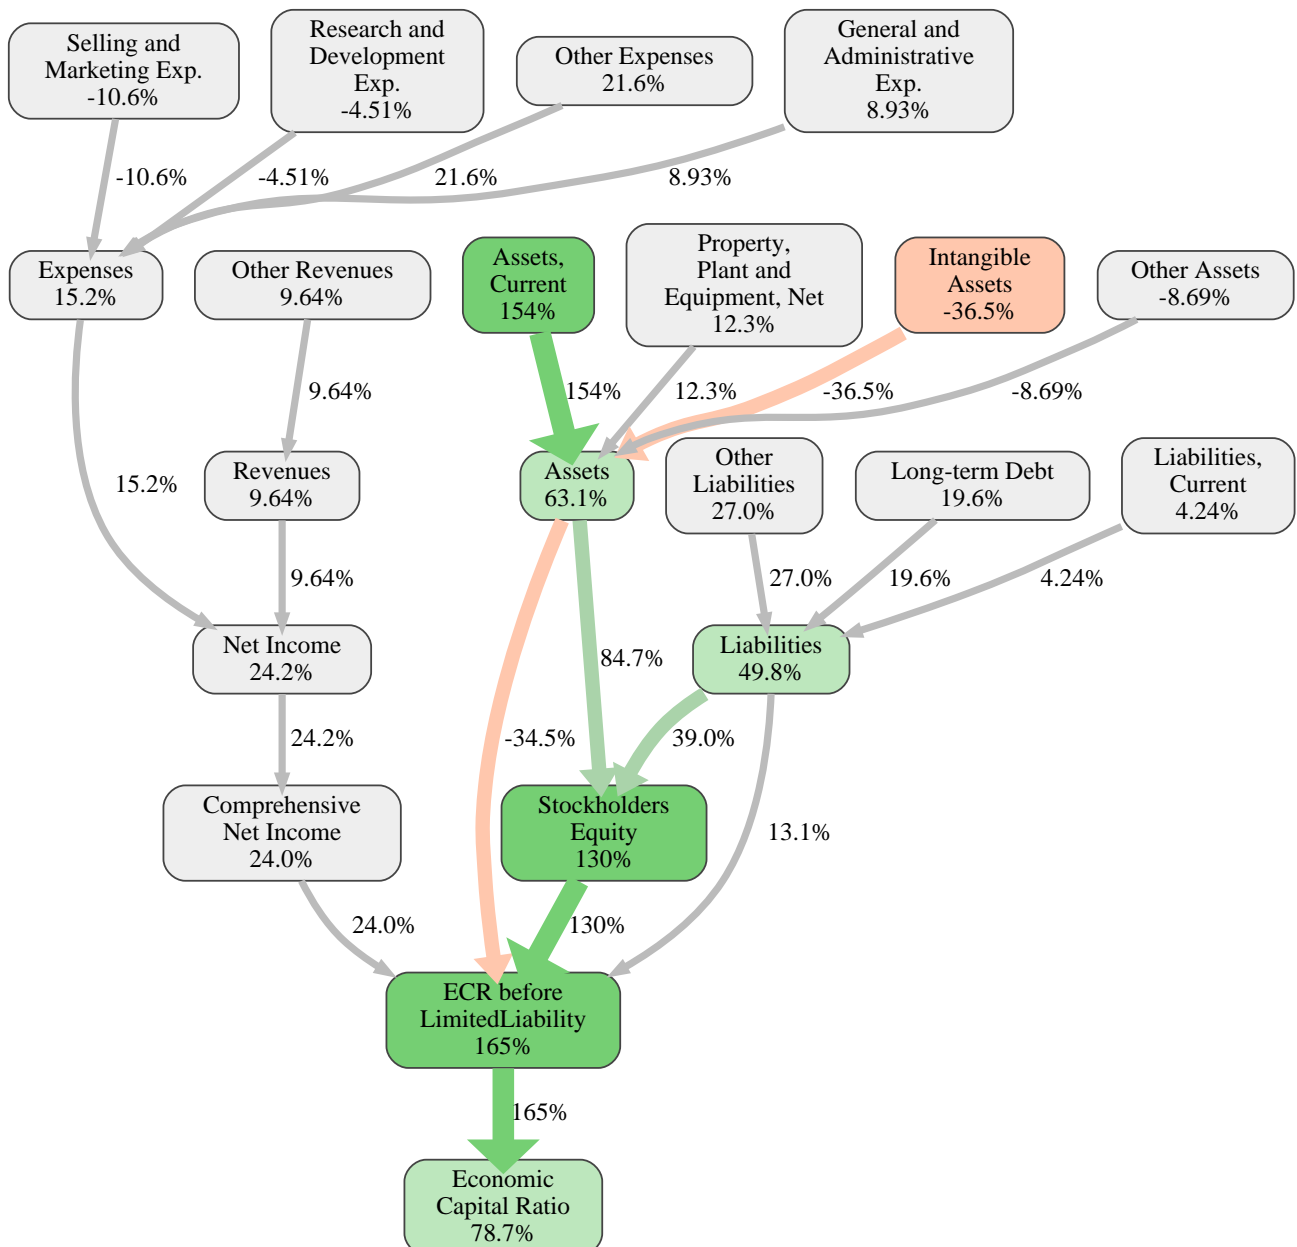 Selling and
Marketing Exp.
-10.6%
Research and
Development
Exp.
-4.51%
Other Expenses
21.6%
General and
Administrative
Exp.
8.93%
-10.6%
-4.51%
21.6%
8.93%
Expenses
15.2%
Other Revenues
9.64%
Assets,
Current
154%
Property,
Plant and
Equipment, Net
12.3%
Intangible
Assets
-36.5%
Other Assets
-8.69%
9.64%
154%
12.3%
-36.5%
-8.69%
15.2%
Revenues
9.64%
Assets
63.1%
Other
Liabilities
27.0%
Long-term Debt
19.6%
Liabilities,
Current
4.24%
9.64%
27.0%
19.6%
4.24%
Net Income
24.2%
84.7%
Liabilities
49.8%
24.2%
-34.5%
39.0%
Comprehensive
Net Income
24.0%
Stockholders
Equity
130%
13.1%
24.0%
130%
ECR before
LimitedLiability
165%
165%
Economic
Capital Ratio
78.7%